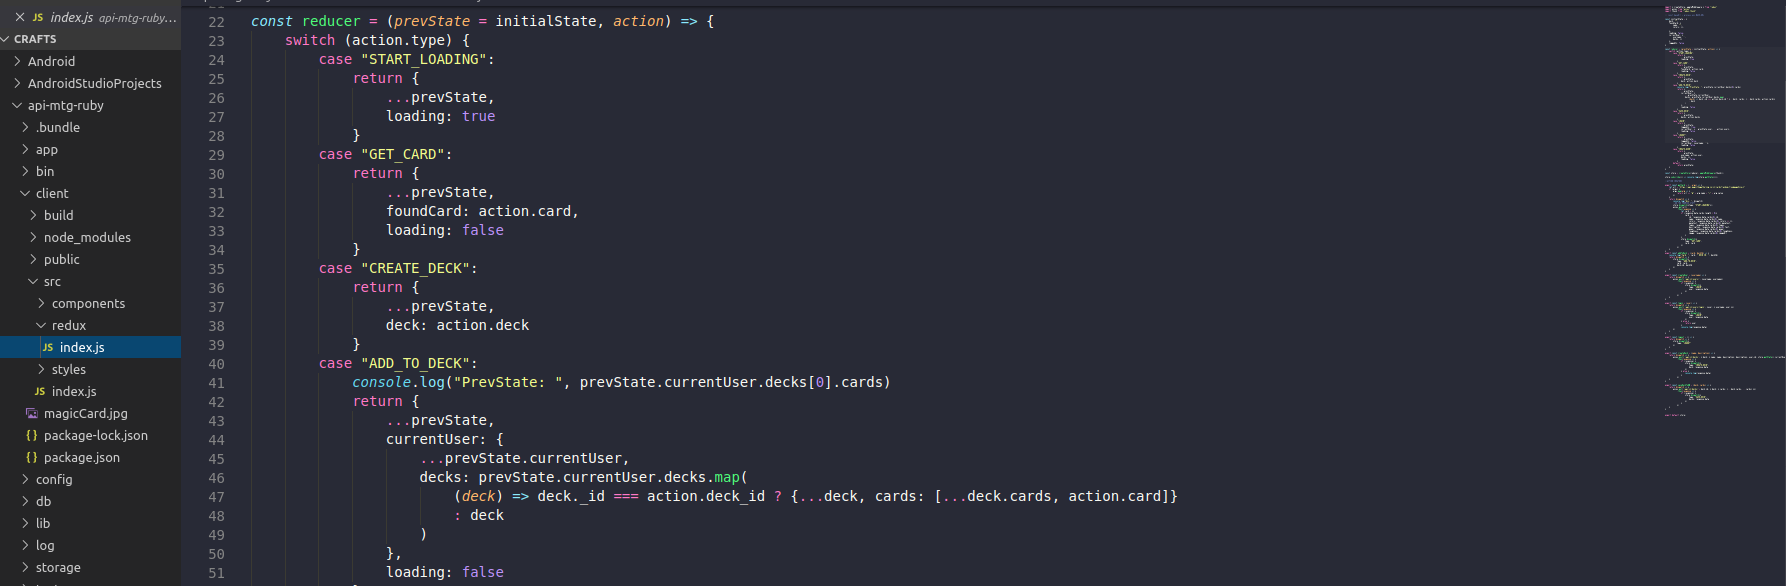 index.js api-mtg-ruby...
CRAFTS
Android
AndroidStudioProjects
api-mtg-ruby
.bundle
app
bin
client
build
node_modules
public
src
components
redux
JS index.js
styles
JS index.js
magicCard.jpg
{} package-lock.json
{} package.json
config
db
lib
log
storage
22 const reducer = (prevState = initialState, action) => {
23 switch (action.type) {
24 case "START_LOADING":
25 return {
26 ...prevState,
27 loading: true
28 }
29 case "GET_CARD":
30 return {
31 ...prevState,
32 foundCard: action.card,
33 loading: false
34 }
35 case "CREATE_DECK":
36 return {
37 ...prevState,
38 deck: action.deck
39 }
40 case "ADD_TO_DECK":
41 console.log("PrevState: ", prevState.currentUser.decks[0].cards)
42 return {
43 ...prevState,
44 currentUser: {
45 ...prevState.currentUser,
46 decks: prevState.currentUser.decks.map(
47 (deck) => deck._id === action.deck_id ? {...deck, cards: [...deck.cards, action.card]}
48 : deck
49 )
50 },
51 loading: false